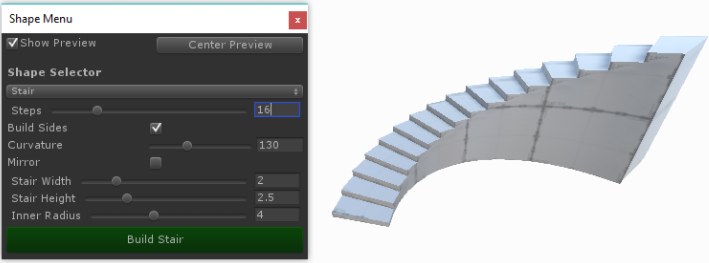 Shape Menu
x
Show Preview
Center Preview
Shape Selector
Stair
Steps 16
Build Sides
Curvature 130
Mirror
Stair Width 2
Stair Height 2.5
Inner Radius 4
Build Stair